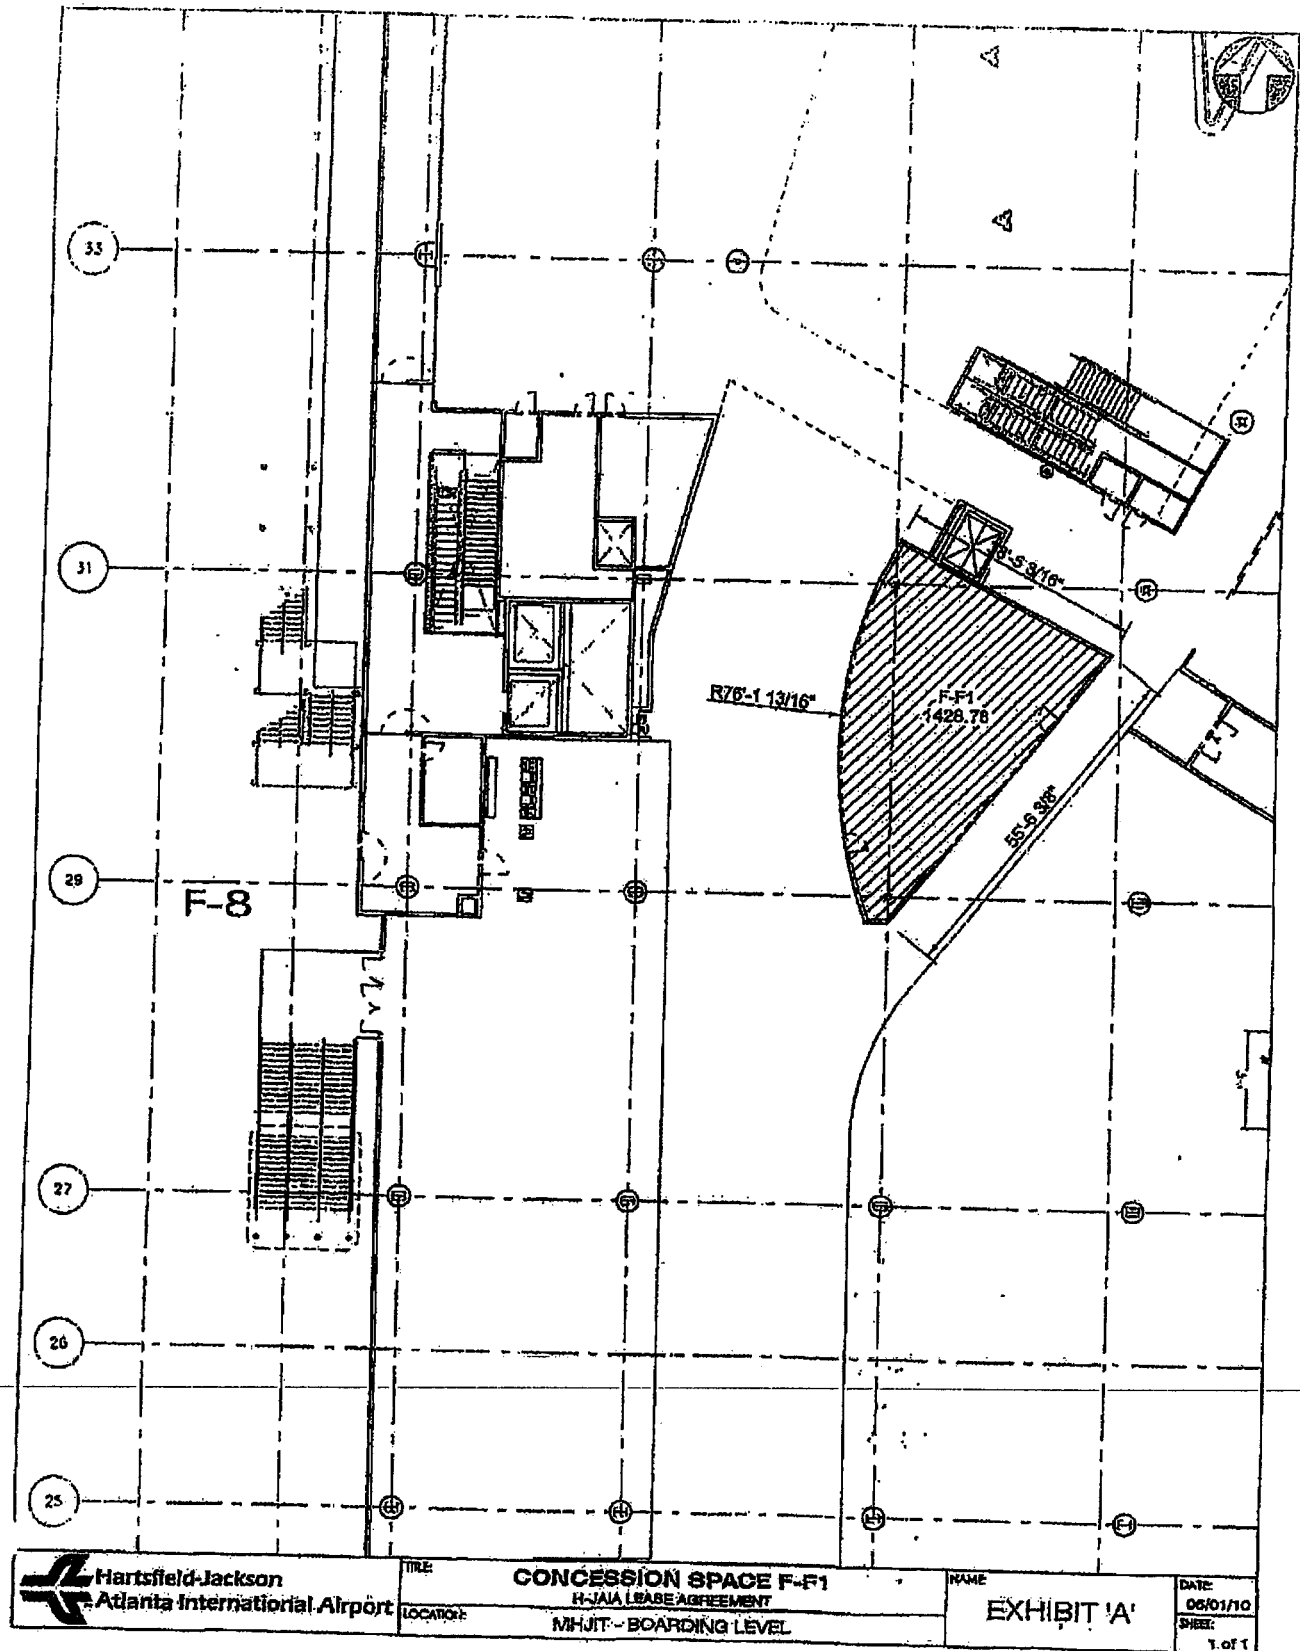 33
31
R76'-1 13/16"
F-F1
1428.78
55'-6 3/8"
29
F-8
27
26
25
Hartsfield-Jackson
Atlanta International Airport
TITLE:
CONCESSION SPACE F-F1
H-JAIA LEASE AGREEMENT
LOCATION:
MHJIT - BOARDING LEVEL
NAME
EXHIBIT 'A'
DATE:
06/01/10
SHEET:
1 of 1